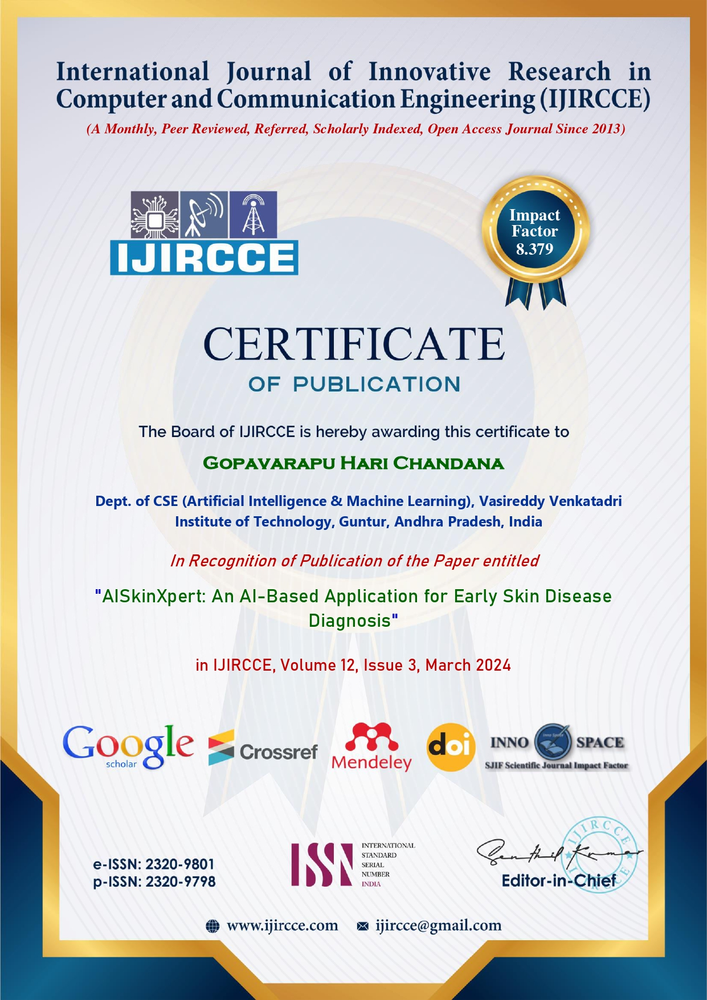 International Journal of Innovative Research in
Computer and Communication Engineering (IJIRCCE)
(A Monthly, Peer Reviewed, Referred, Scholarly Indexed, Open Access Journal Since 2013)
IJIRCCE
Impact
Factor
8.379
CERTIFICATE
OF PUBLICATION
The Board of IJIRCCE is hereby awarding this certificate to
GOPAVARAPU HARI CHANDANA
Dept. of CSE (Artificial Intelligence & Machine Learning), Vasireddy Venkatadri
Institute of Technology, Guntur, Andhra Pradesh, India
In Recognition of Publication of the Paper entitled
"AISkinXpert: An AI-Based Application for Early Skin Disease
Diagnosis"
in IJIRCCE, Volume 12, Issue 3, March 2024
Google
scholar
Crossref
Mendeley
doi
INNO SPACE
Inno Space
SJIF Scientific Journal Impact Factor
e-ISSN: 2320-9801
p-ISSN: 2320-9798
ISSN
INTERNATIONAL
STANDARD
SERIAL
NUMBER
INDIA
Senthil Kumar
IJIRCCE
IJIRCCE
Editor-in-Chief
www.ijircce.com ijircce@gmail.com